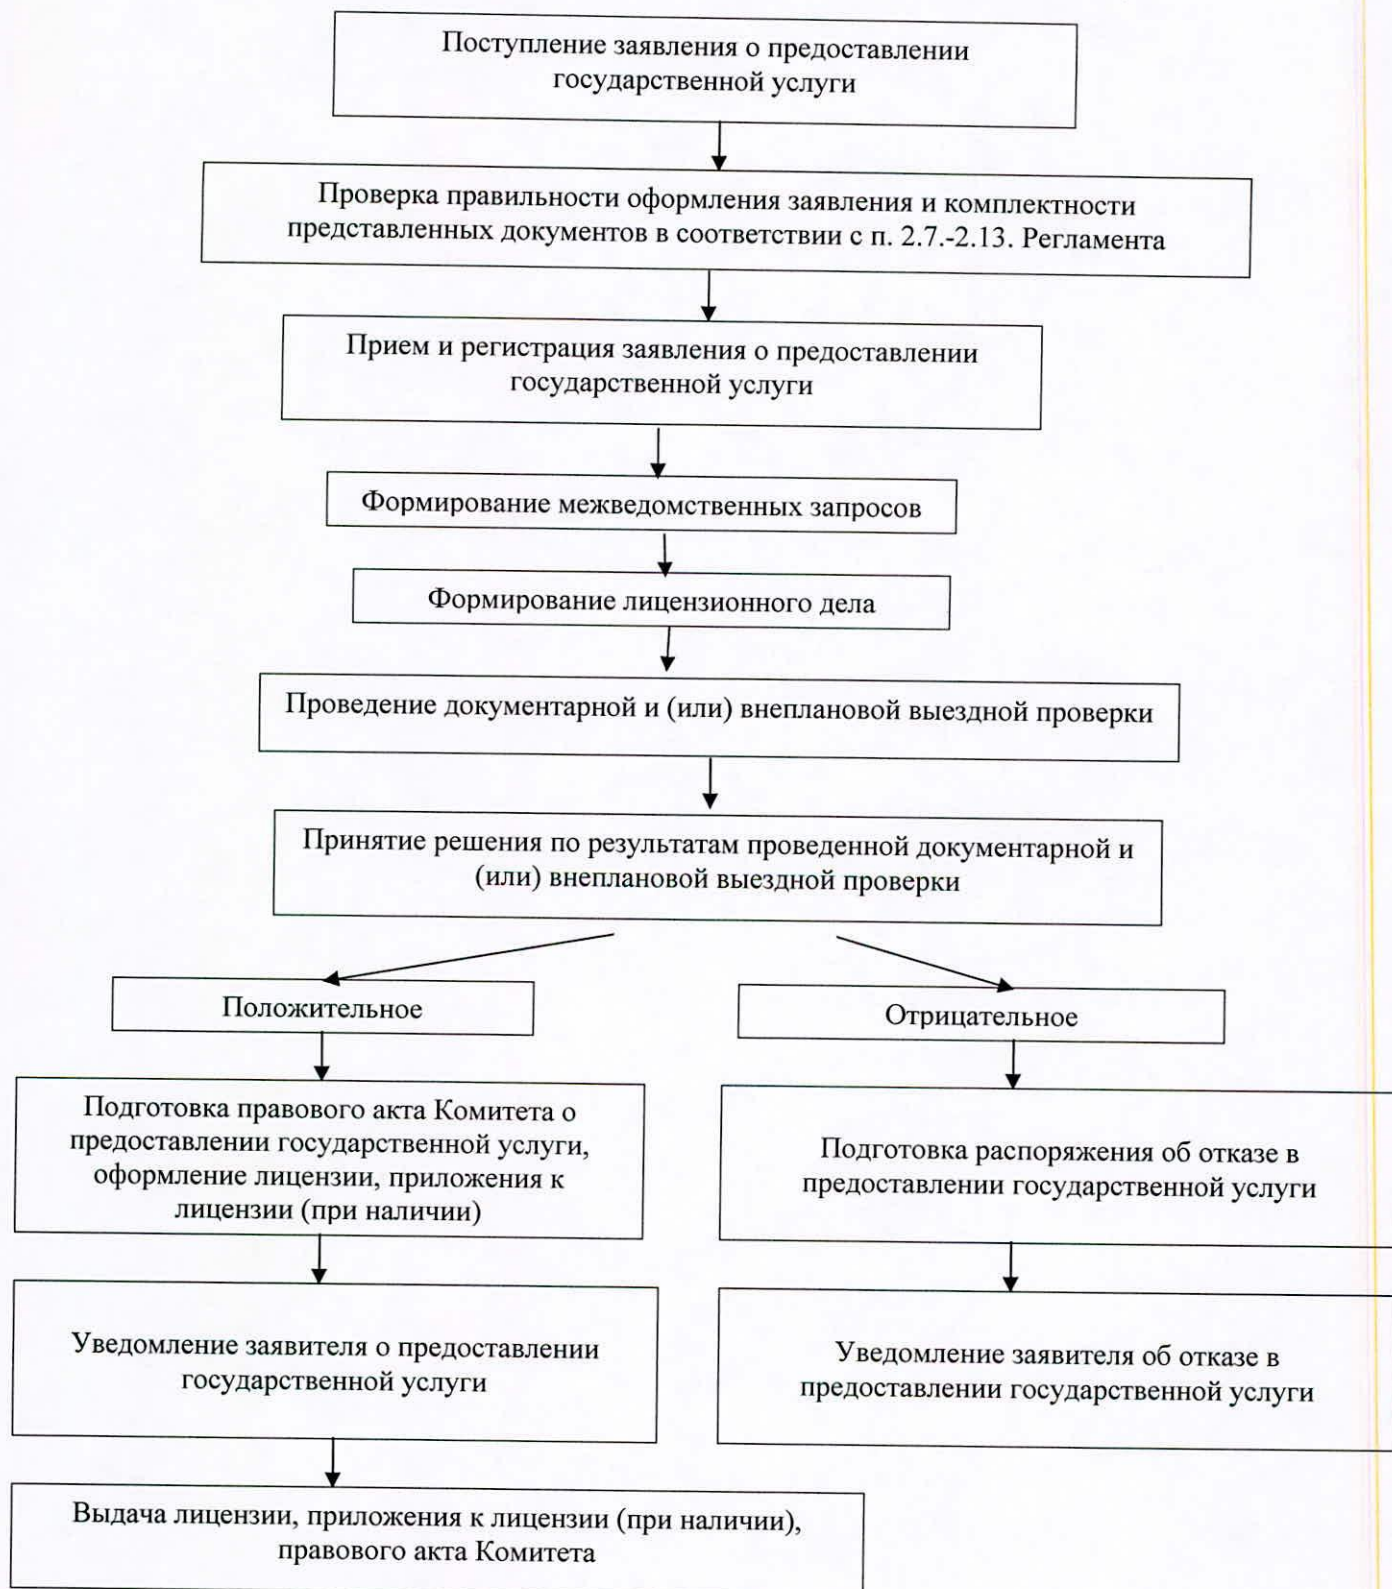 Поступление заявления о предоставлении
государственной услуги
Проверка правильности оформления заявления и комплектности
представленных документов в соответствии с п. 2.7.-2.13. Регламента
Прием и регистрация заявления о предоставлении
государственной услуги
Формирование межведомственных запросов
Формирование лицензионного дела
Проведение документарной и (или) внеплановой выездной проверки
Принятие решения по результатам проведенной документарной и
(или) внеплановой выездной проверки
Положительное
Отрицательное
Подготовка правового акта Комитета о
предоставлении государственной услуги,
оформление лицензии, приложения к
лицензии (при наличии)
Подготовка распоряжения об отказе в
предоставлении государственной услуги
Уведомление заявителя о предоставлении
государственной услуги
Уведомление заявителя об отказе в
предоставлении государственной услуги
Выдача лицензии, приложения к лицензии (при наличии),
правового акта Комитета